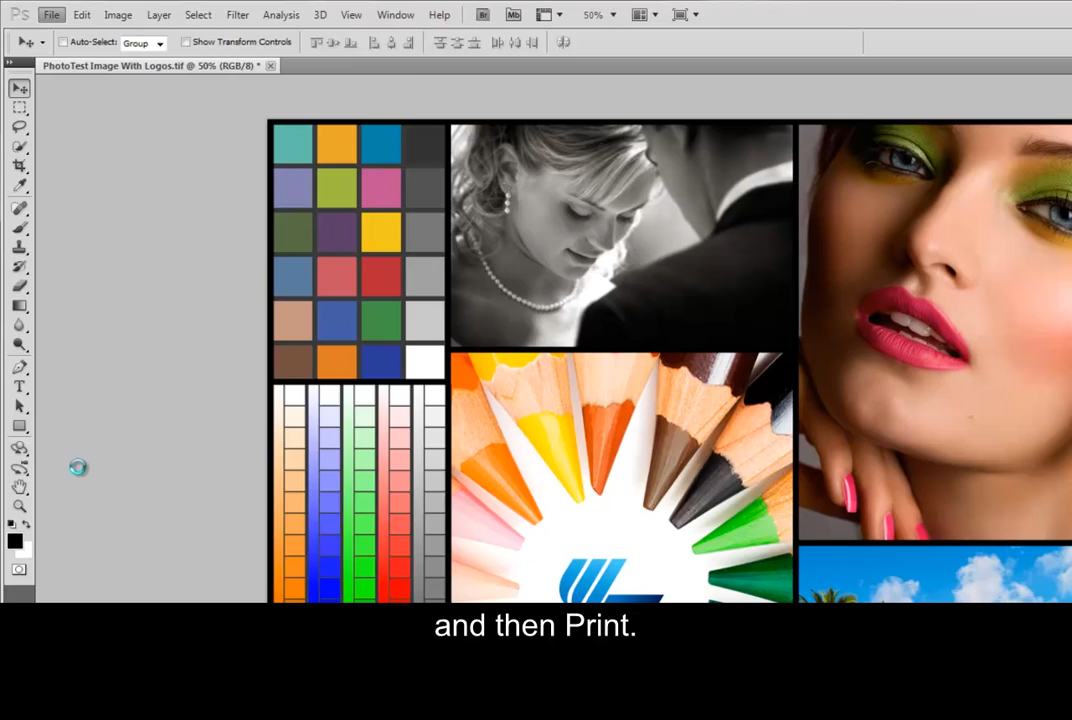 Ps File Edit Image Layer Select Filter Analysis 3D View Window Help Br Mb 50%
Auto-Select: Group Show Transform Controls
PhotoTest Image With Logos.tif @ 50% (RGB/8) *
T
and then Print.